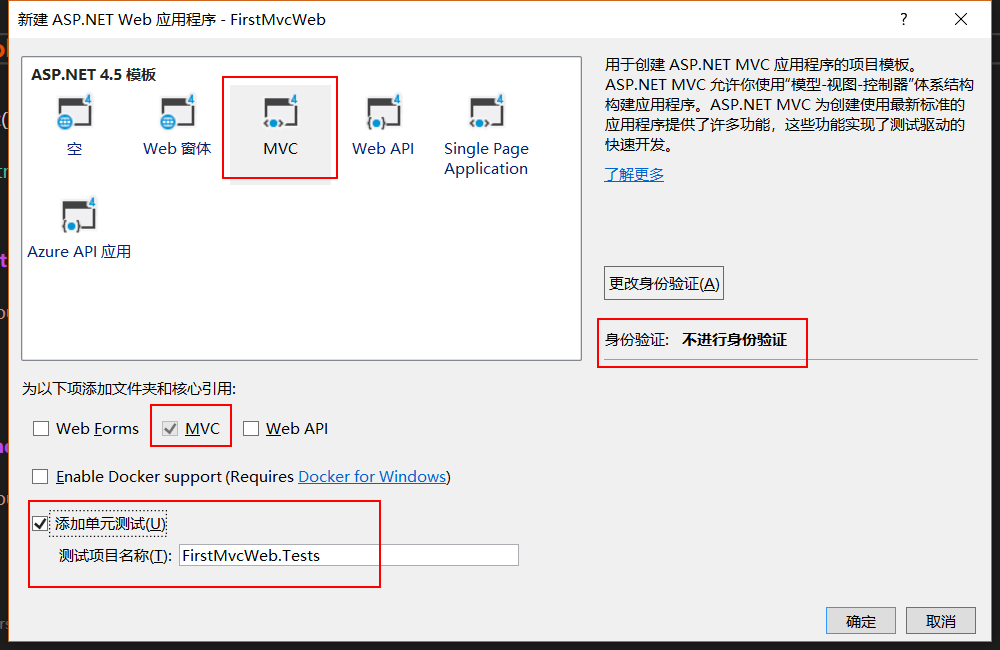 新建 ASP.NET Web 应用程序 - FirstMvcWeb
?
ASP.NET 4.5 模板
空
Web 窗体
MVC
Web API
Single Page
Application
Azure API 应用
用于创建 ASP.NET MVC 应用程序的项目模板。
ASP.NET MVC 允许你使用“模型-视图-控制器”体系结构
构建应用程序。ASP.NET MVC 为创建使用最新标准的
应用程序提供了许多功能，这些功能实现了测试驱动的
快速开发。
了解更多
更改身份验证(A)
身份验证: 不进行身份验证
为以下项添加文件夹和核心引用:
Web Forms
MVC
Web API
Enable Docker support (Requires Docker for Windows)
添加单元测试(U)
测试项目名称(T): FirstMvcWeb.Tests
确定
取消